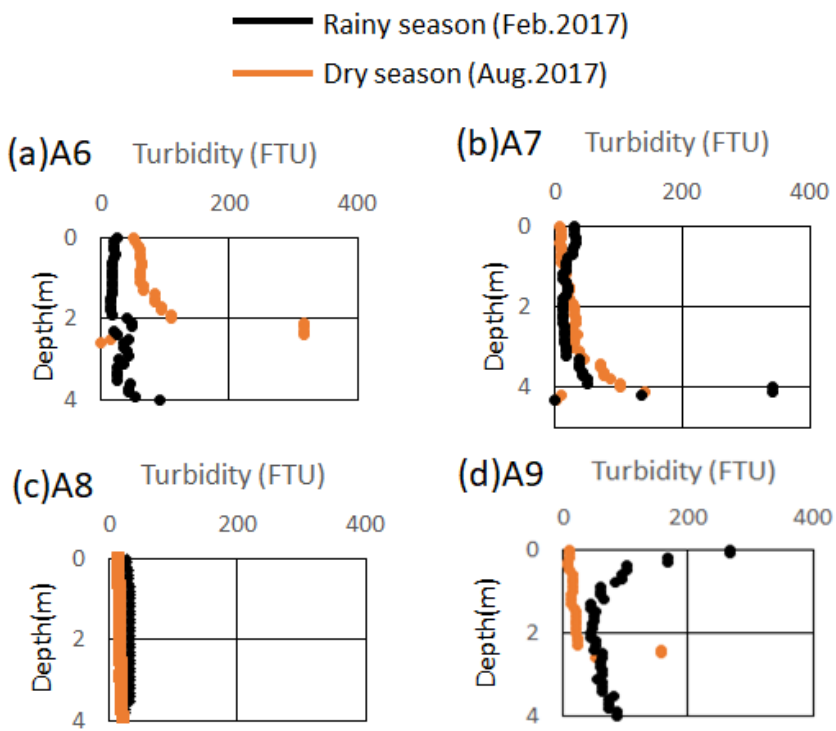 Rainy season (Feb.2017)
Dry season (Aug.2017)
(a)A6 Turbidity (FTU)
0 200 400
0
2
4
Depth(m)
(b)A7 Turbidity (FTU)
0 200 400
0
2
4
Depth(m)
(c)A8 Turbidity (FTU)
0 200 400
0
2
4
Depth(m)
(d)A9 Turbidity (FTU)
0 200 400
0
2
4
Depth(m)